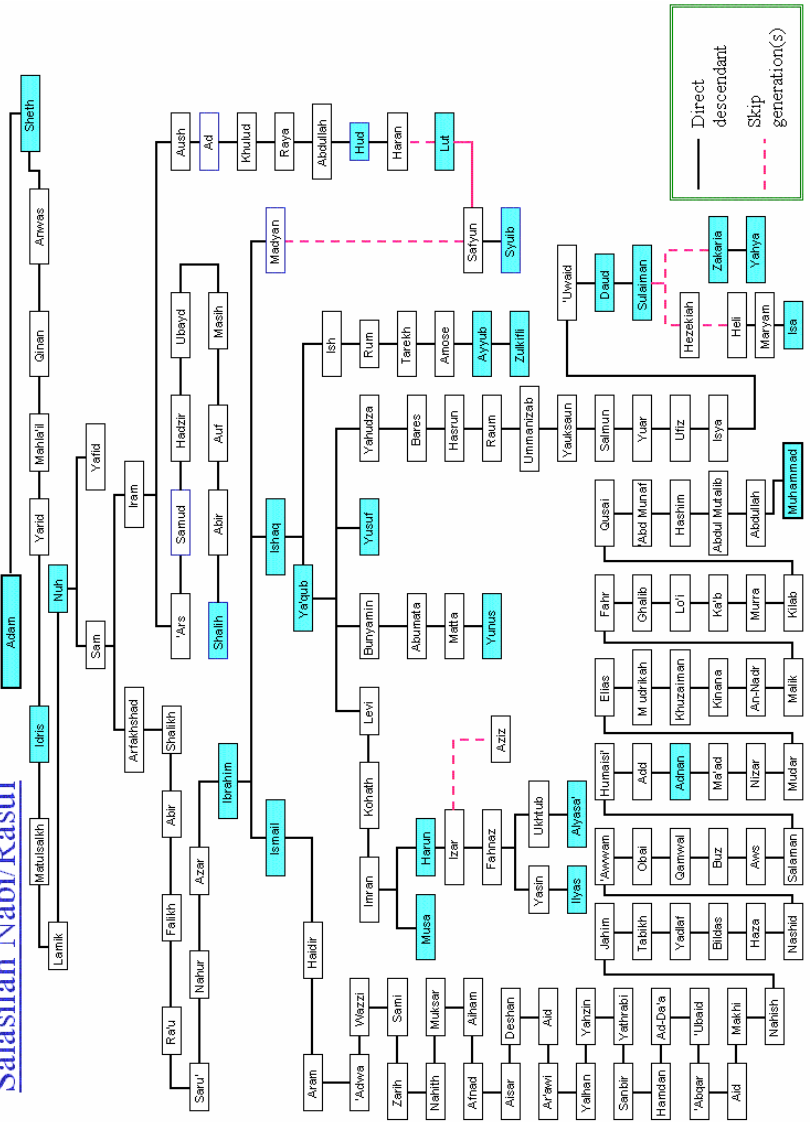 Salasilah Nabi/Rasul
Adam
Sheth
Anwas
Qinan
Mahla'il
Yarid
Idris
Matulsalkh
Lamik
Nuh
Yafid
Sam
Iram
Arfakhshad
Shalikh
Abir
Falikh
Ra'u
Saru'
Nahur
Azar
Ibrahim
'Ars
Samud
Hadzir
Ubayd
Masih
Auf
Abir
Shalih
Aush
Ad
Khulud
Raya
Abdullah
Hud
Haran
Lut
Madyan
Safyun
Syuib
Ishaq
Ismail
Ya'qub
Ish
Rum
Tarekh
Amose
Ayyub
Zulkifli
Yahudza
Bares
Hasrun
Raum
Ummanizab
Yauksaun
Salmun
Yuar
Ufiz
Isya
'Uwaid
Daud
Sulaiman
Zakaria
Yahya
Hezekiah
Heli
Maryam
Isa
Yusuf
Bunyamin
Abumata
Matta
Yunus
Levi
Kohath
Imran
Musa
Harun
Izar
Aziz
Fahnaz
Yasin
Ukhtub
Ilyas
Alyasa'
Haidir
Aram
'Adwa
Wazzi
Sami
Zarih
Nahith
Muksar
Aiham
Afnad
Aisar
Deshan
Aid
Ar'awi
Yalhan
Yahzin
Yathrabi
Sanbir
Hamdan
Ad-Da'a
'Ubaid
'Abqar
Aid
Makhi
Nahish
Jahim
Tabikh
Yadlaf
Bildas
Haza
Nashid
'Awwam
Obai
Qamwal
Buz
Aws
Salaman
Humaisi'
Add
Adnan
Ma'ad
Nizar
Mudar
Elias
Mudrikah
Khuzaiman
Kinana
An-Nadr
Malik
Fahr
Ghalib
Lo'i
Ka'b
Murra
Kilab
Qusai
'Abd Munaf
Hashim
Abdul Mutalib
Abdullah
Muhammad
Direct
descendant
Skip
generation(s)